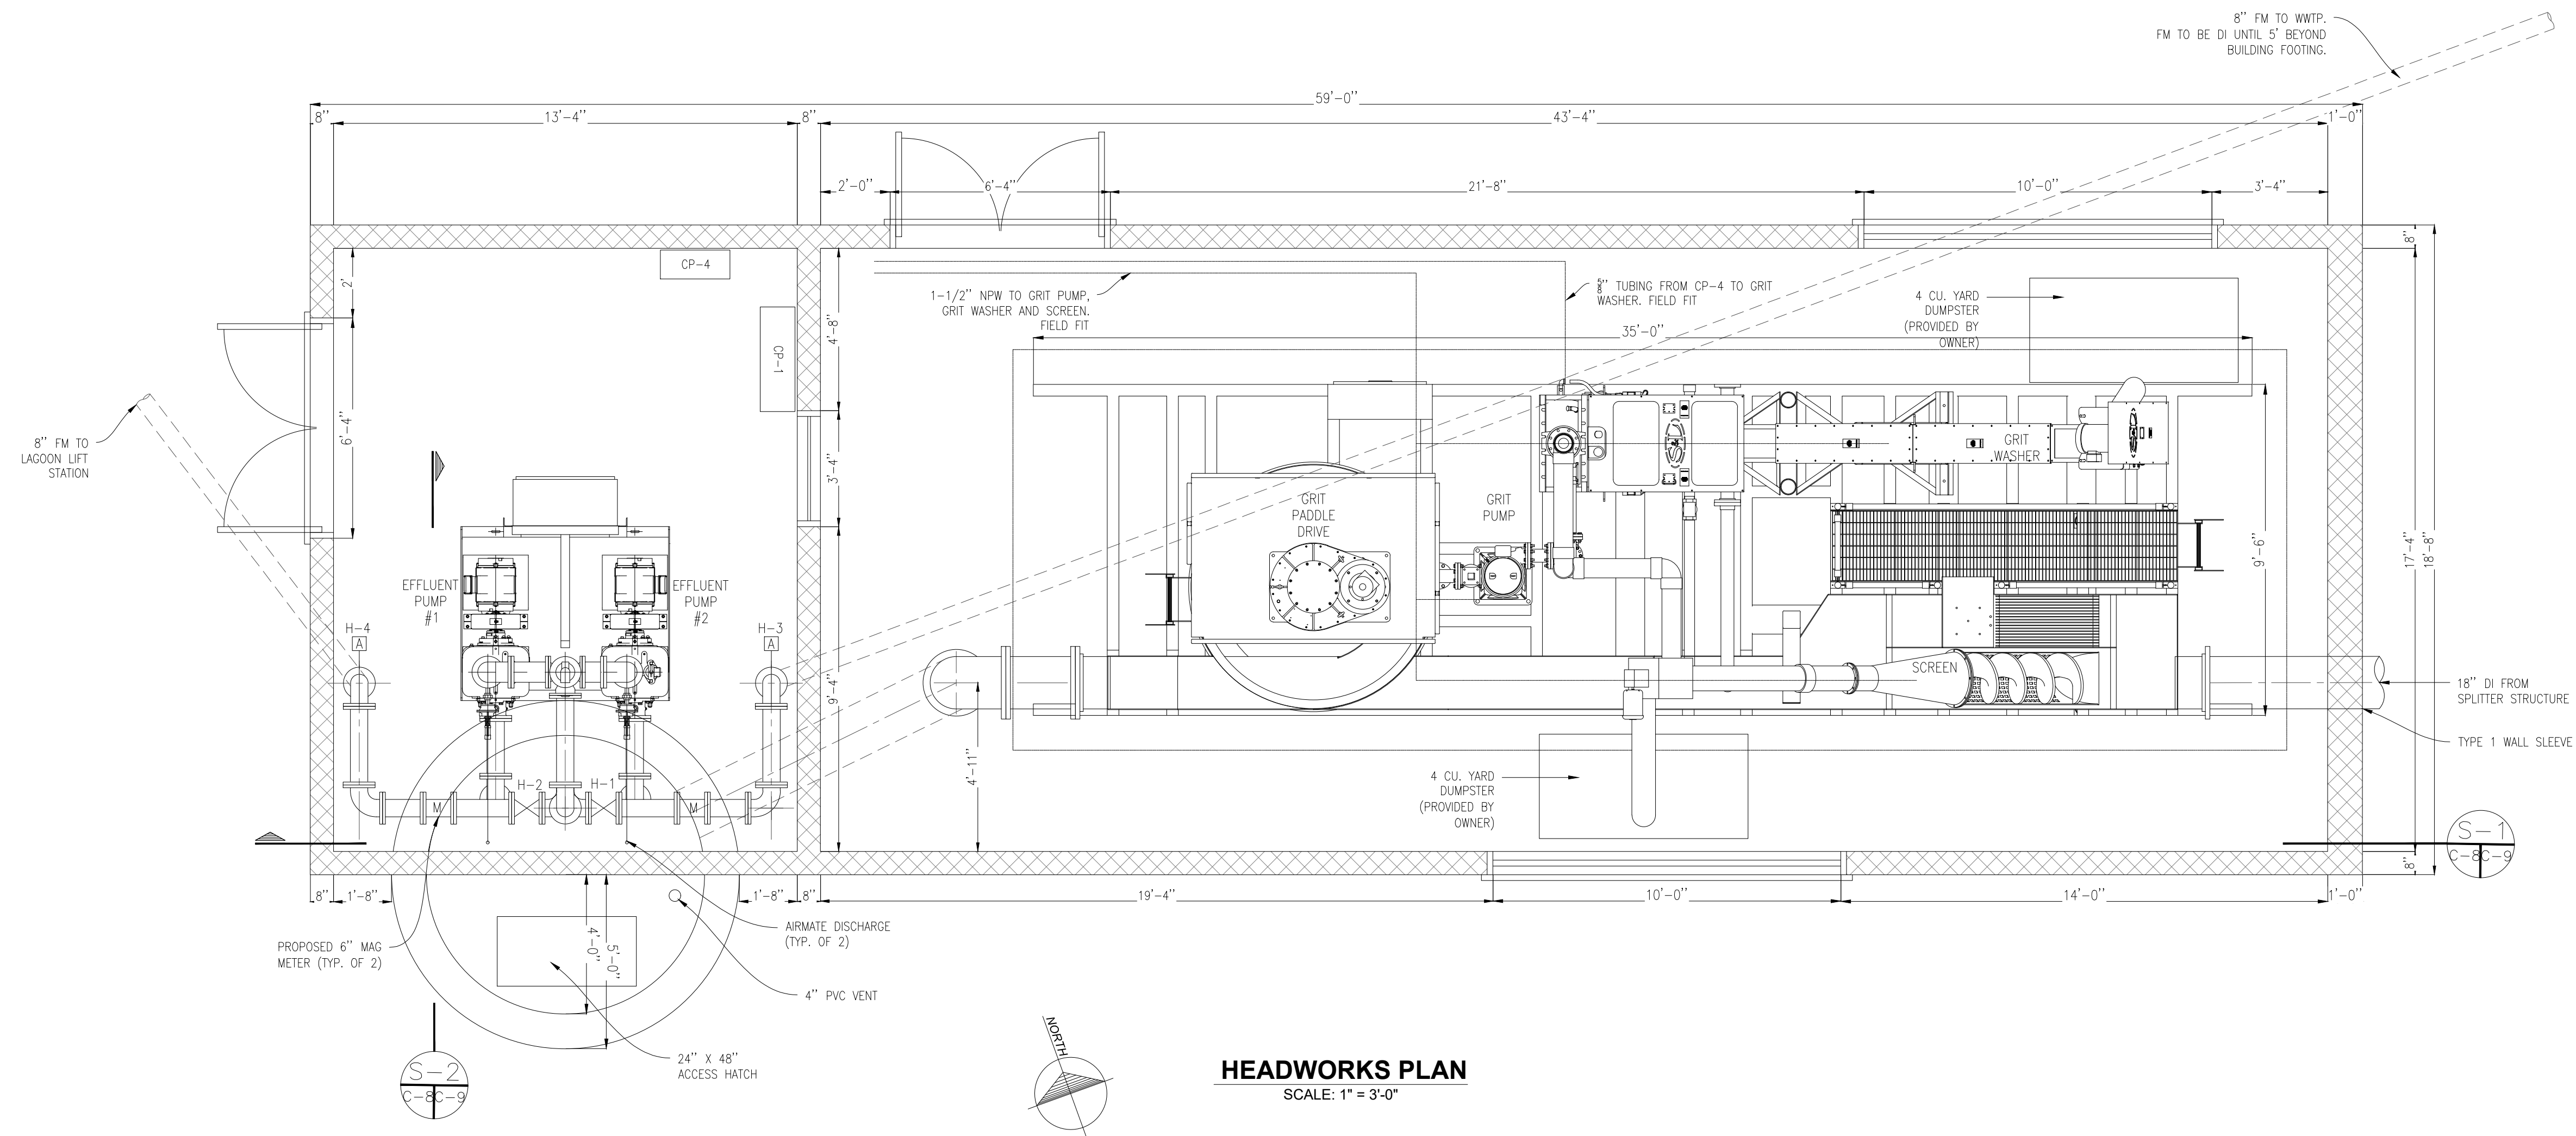 8" FM TO WWTP.
FM TO BE DI UNTIL 5' BEYOND
BUILDING FOOTING.
59'-0"
8"
13'-4"
8"
43'-4"
1'-0"
2'-0"
6'-4"
21'-8"
10'-0"
3'-4"
8"
CP-4
CP-1
2'
4'-8"
1-1/2" NPW TO GRIT PUMP,
GRIT WASHER AND SCREEN.
FIELD FIT
5/8" TUBING FROM CP-4 TO GRIT
WASHER. FIELD FIT
4 CU. YARD
DUMPSTER
(PROVIDED BY
OWNER)
35'-0"
8" FM TO
LAGOON LIFT
STATION
6'-4"
3'-4"
GRIT
WASHER
GRIT
PADDLE
DRIVE
GRIT
PUMP
9'-6"
17'-4"
18'-8"
EFFLUENT
PUMP
#1
EFFLUENT
PUMP
#2
H-4
A
H-3
A
9'-4"
SCREEN
18" DI FROM
SPLITTER STRUCTURE
TYPE 1 WALL SLEEVE
4'-11"
H-2
H-1
M
M
4 CU. YARD
DUMPSTER
(PROVIDED BY
OWNER)
S-1
C-8
C-9
8"
8"
1'-8"
1'-8"
8"
19'-4"
10'-0"
14'-0"
1'-0"
AIRMATE DISCHARGE
(TYP. OF 2)
PROPOSED 6" MAG
METER (TYP. OF 2)
4'-0"
5'-0"
4" PVC VENT
24" X 48"
ACCESS HATCH
S-2
C-8
C-9
NORTH
HEADWORKS PLAN
SCALE: 1" = 3'-0"